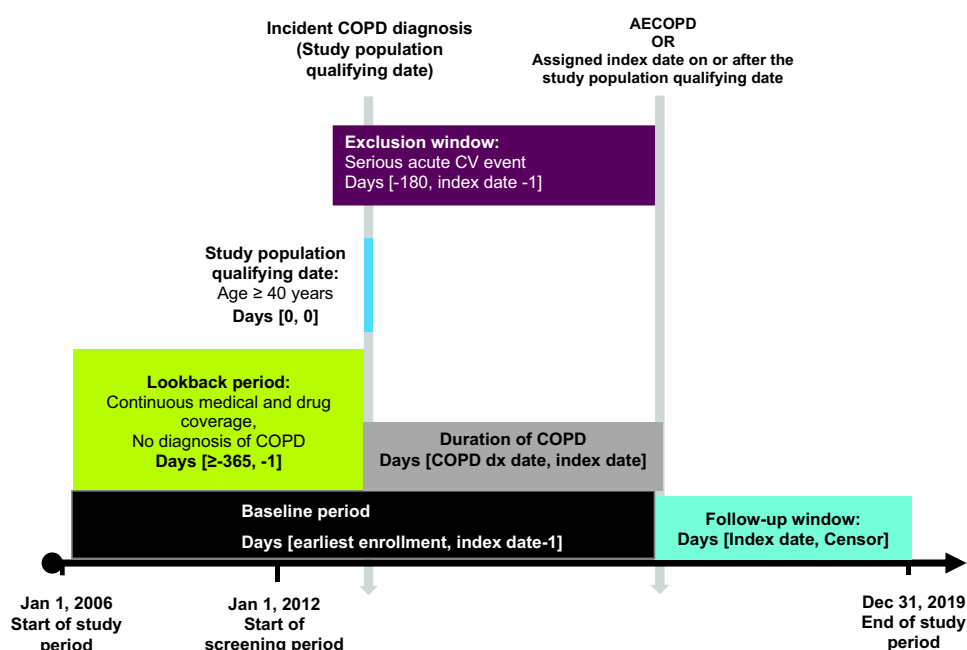 Incident COPD diagnosis
(Study population
qualifying date)
AECOPD
OR
Assigned index date on or after the
study population qualifying date
Exclusion window:
Serious acute CV event
Days [-180, index date -1]
Study population
qualifying date:
Age ≥ 40 years
Days [0, 0]
Lookback period:
Continuous medical and drug
coverage,
No diagnosis of COPD
Days [≥-365, -1]
Duration of COPD
Days [COPD dx date, index date]
Baseline period
Days [earliest enrollment, index date-1]
Follow-up window:
Days [Index date, Censor]
Jan 1, 2006
Start of study
period
Jan 1, 2012
Start of
screening period
Dec 31, 2019
End of study
period